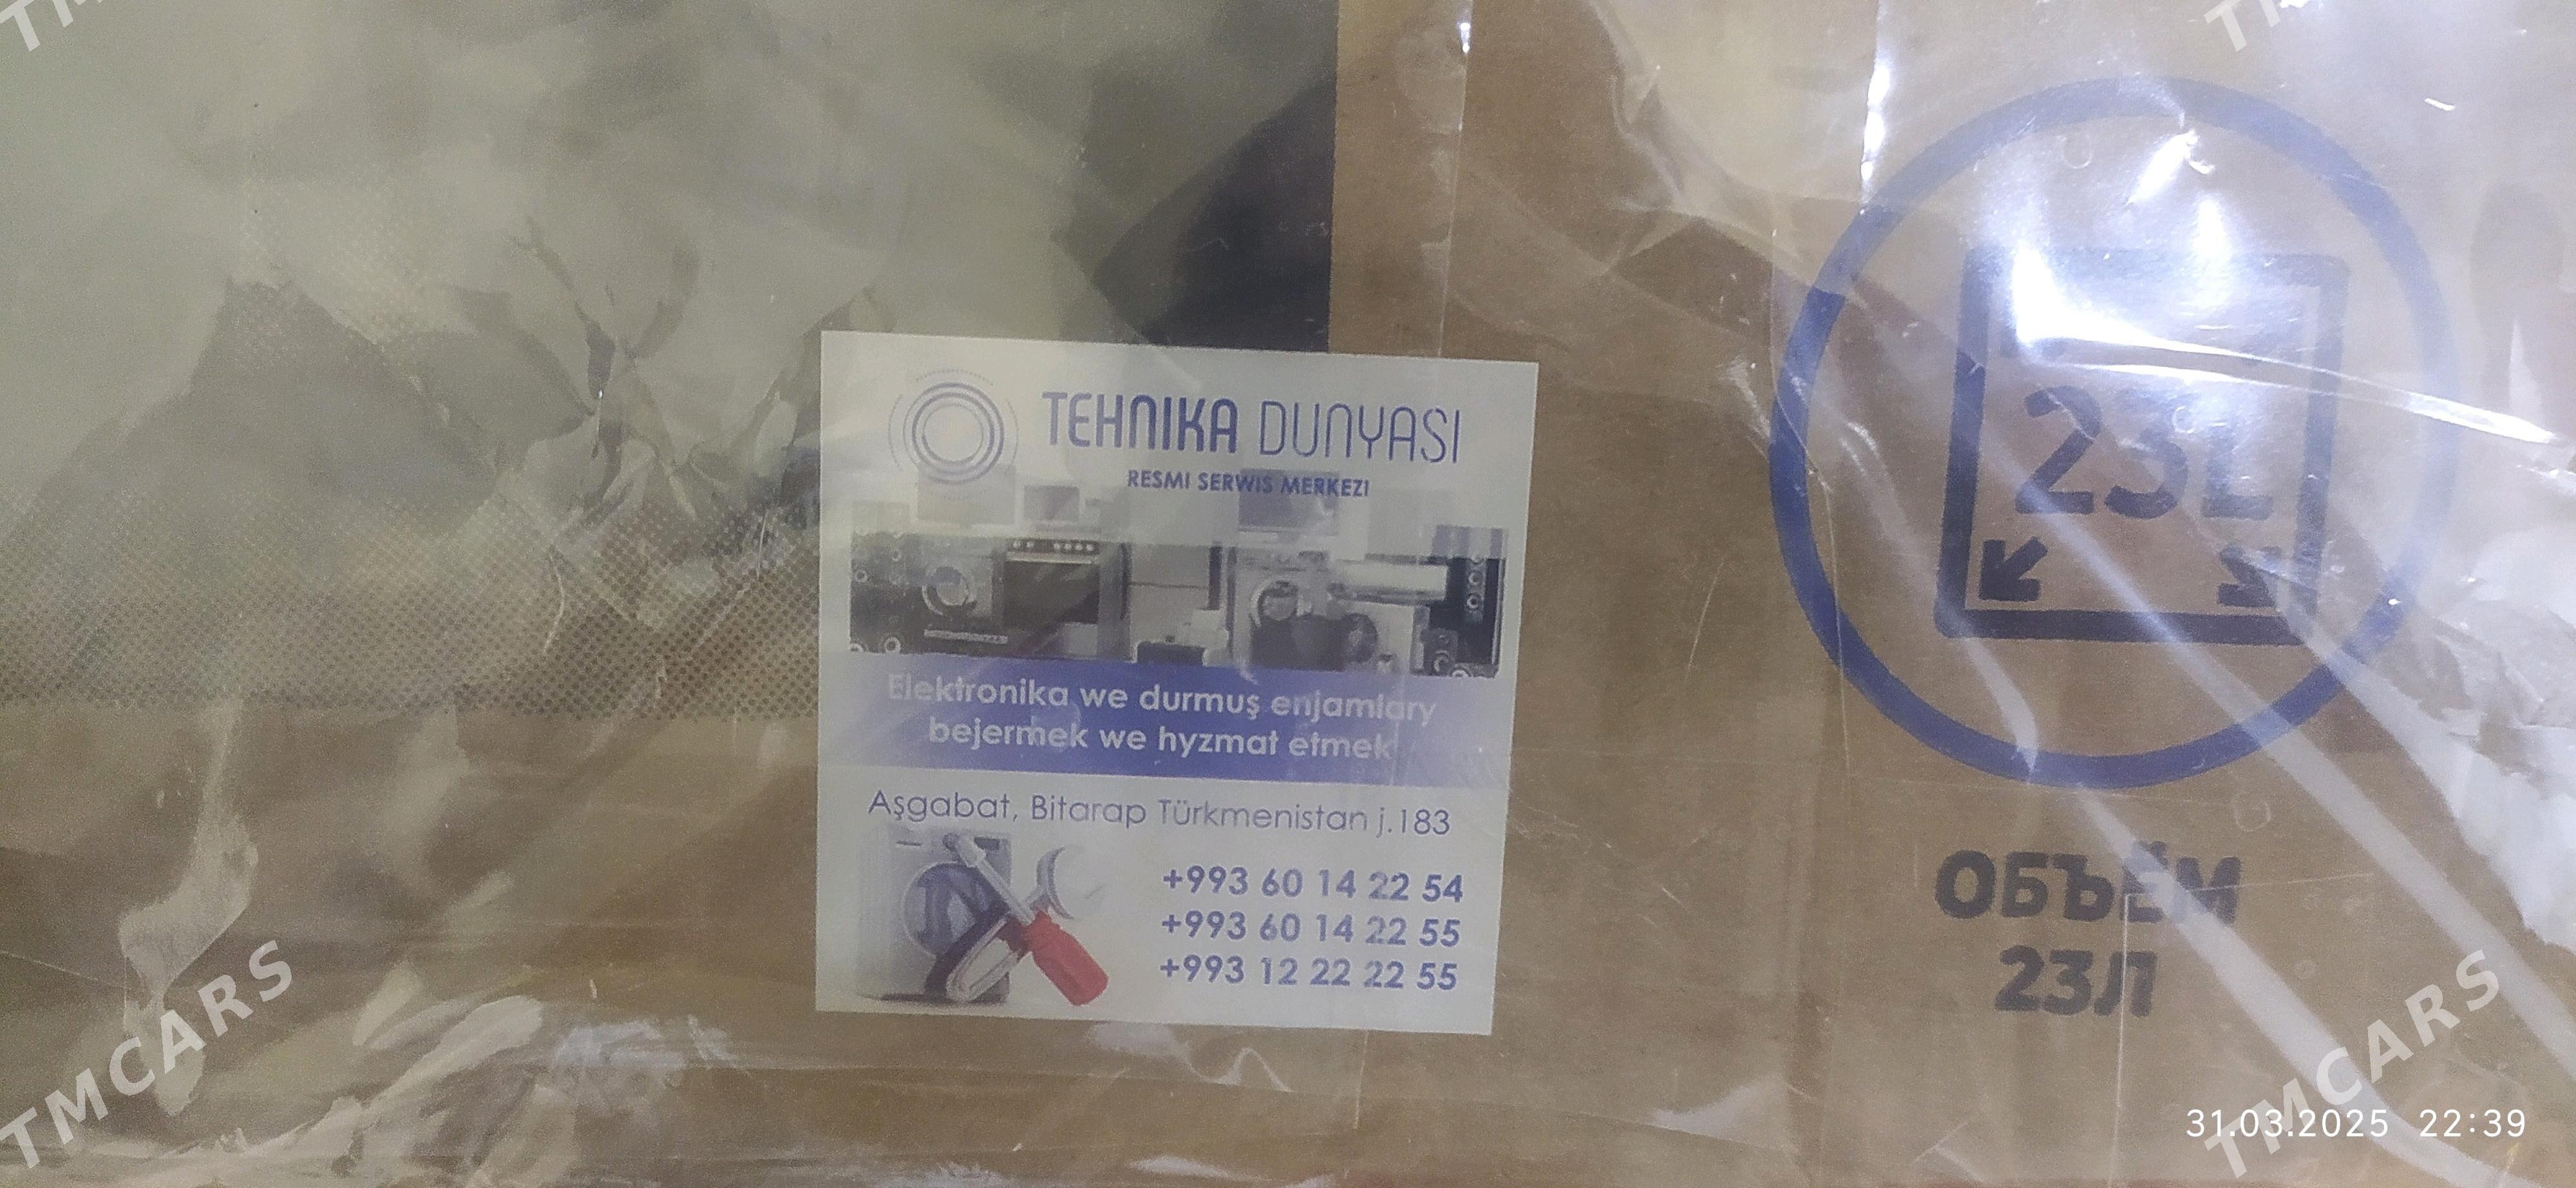 TEHNIKA DUNYASI
RESMI SERWIS MERKEZI
Elektronika we durmuş enjamlary
bejermek we hyzmat etmek
Aşgabat, Bitarap Türkmenistan j.183
+993 60 14 22 54
+993 60 14 22 55
+993 12 22 22 55
23L
ОБЪЁМ
23Л
TMCARS
TMCARS
31.03.2025 22:39